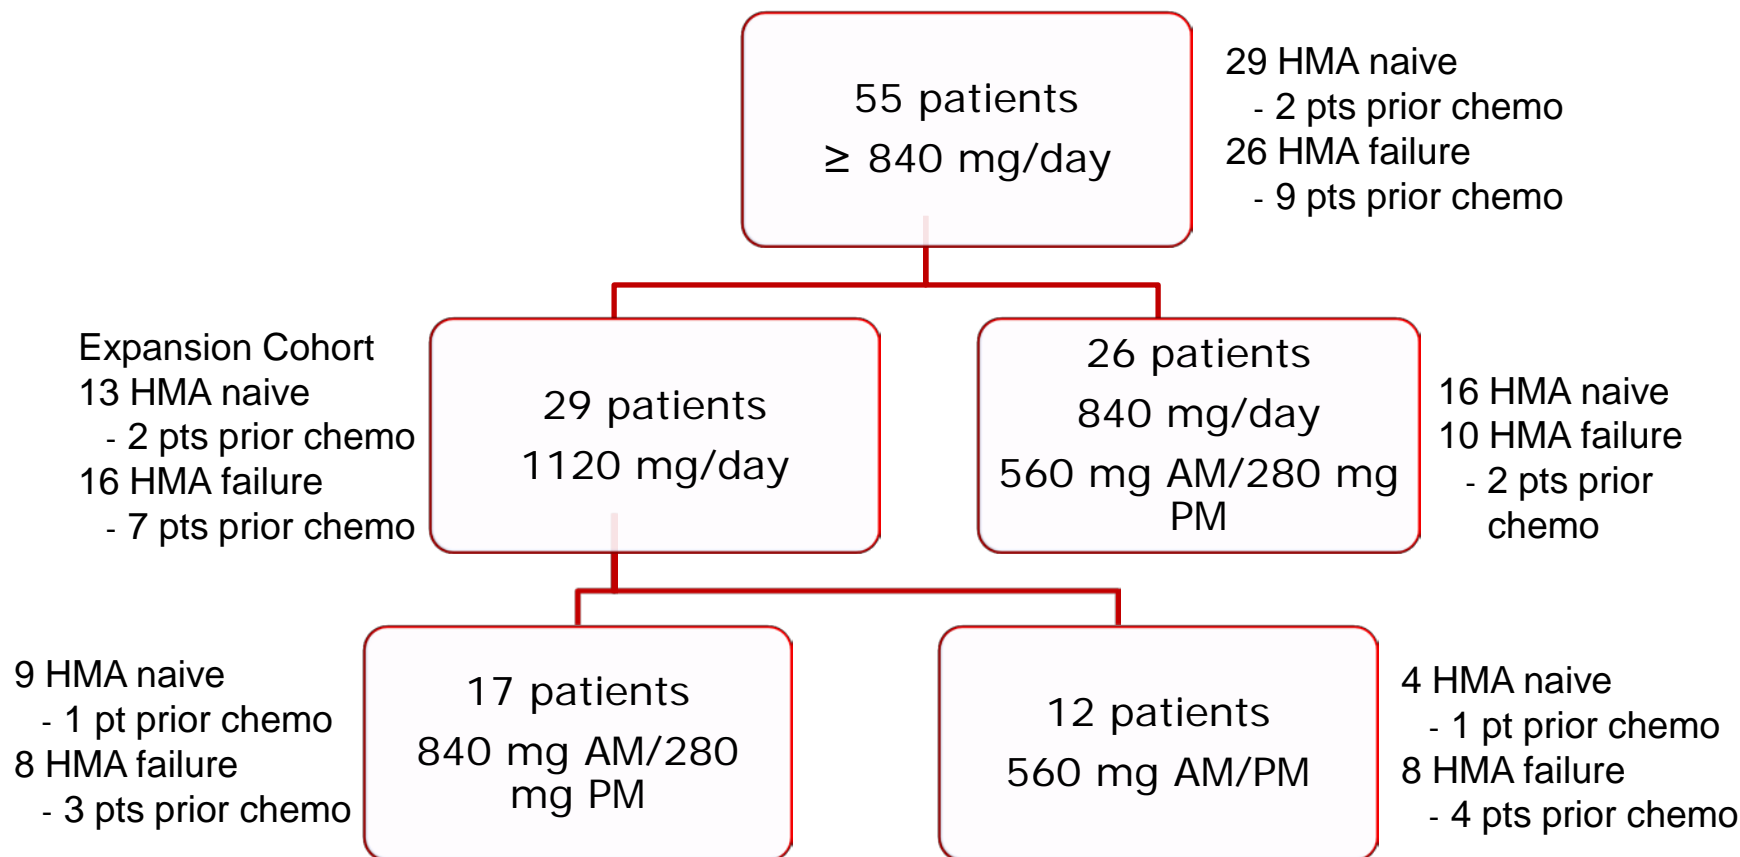 55 patients
≥ 840 mg/day
29 HMA naive
- 2 pts prior chemo
26 HMA failure
- 9 pts prior chemo
Expansion Cohort
13 HMA naive
- 2 pts prior chemo
16 HMA failure
- 7 pts prior chemo
29 patients
1120 mg/day
26 patients
840 mg/day
560 mg AM/280 mg
PM
16 HMA naive
10 HMA failure
- 2 pts prior
chemo
9 HMA naive
- 1 pt prior chemo
8 HMA failure
- 3 pts prior chemo
17 patients
840 mg AM/280
mg PM
12 patients
560 mg AM/PM
4 HMA naive
- 1 pt prior chemo
8 HMA failure
- 4 pts prior chemo